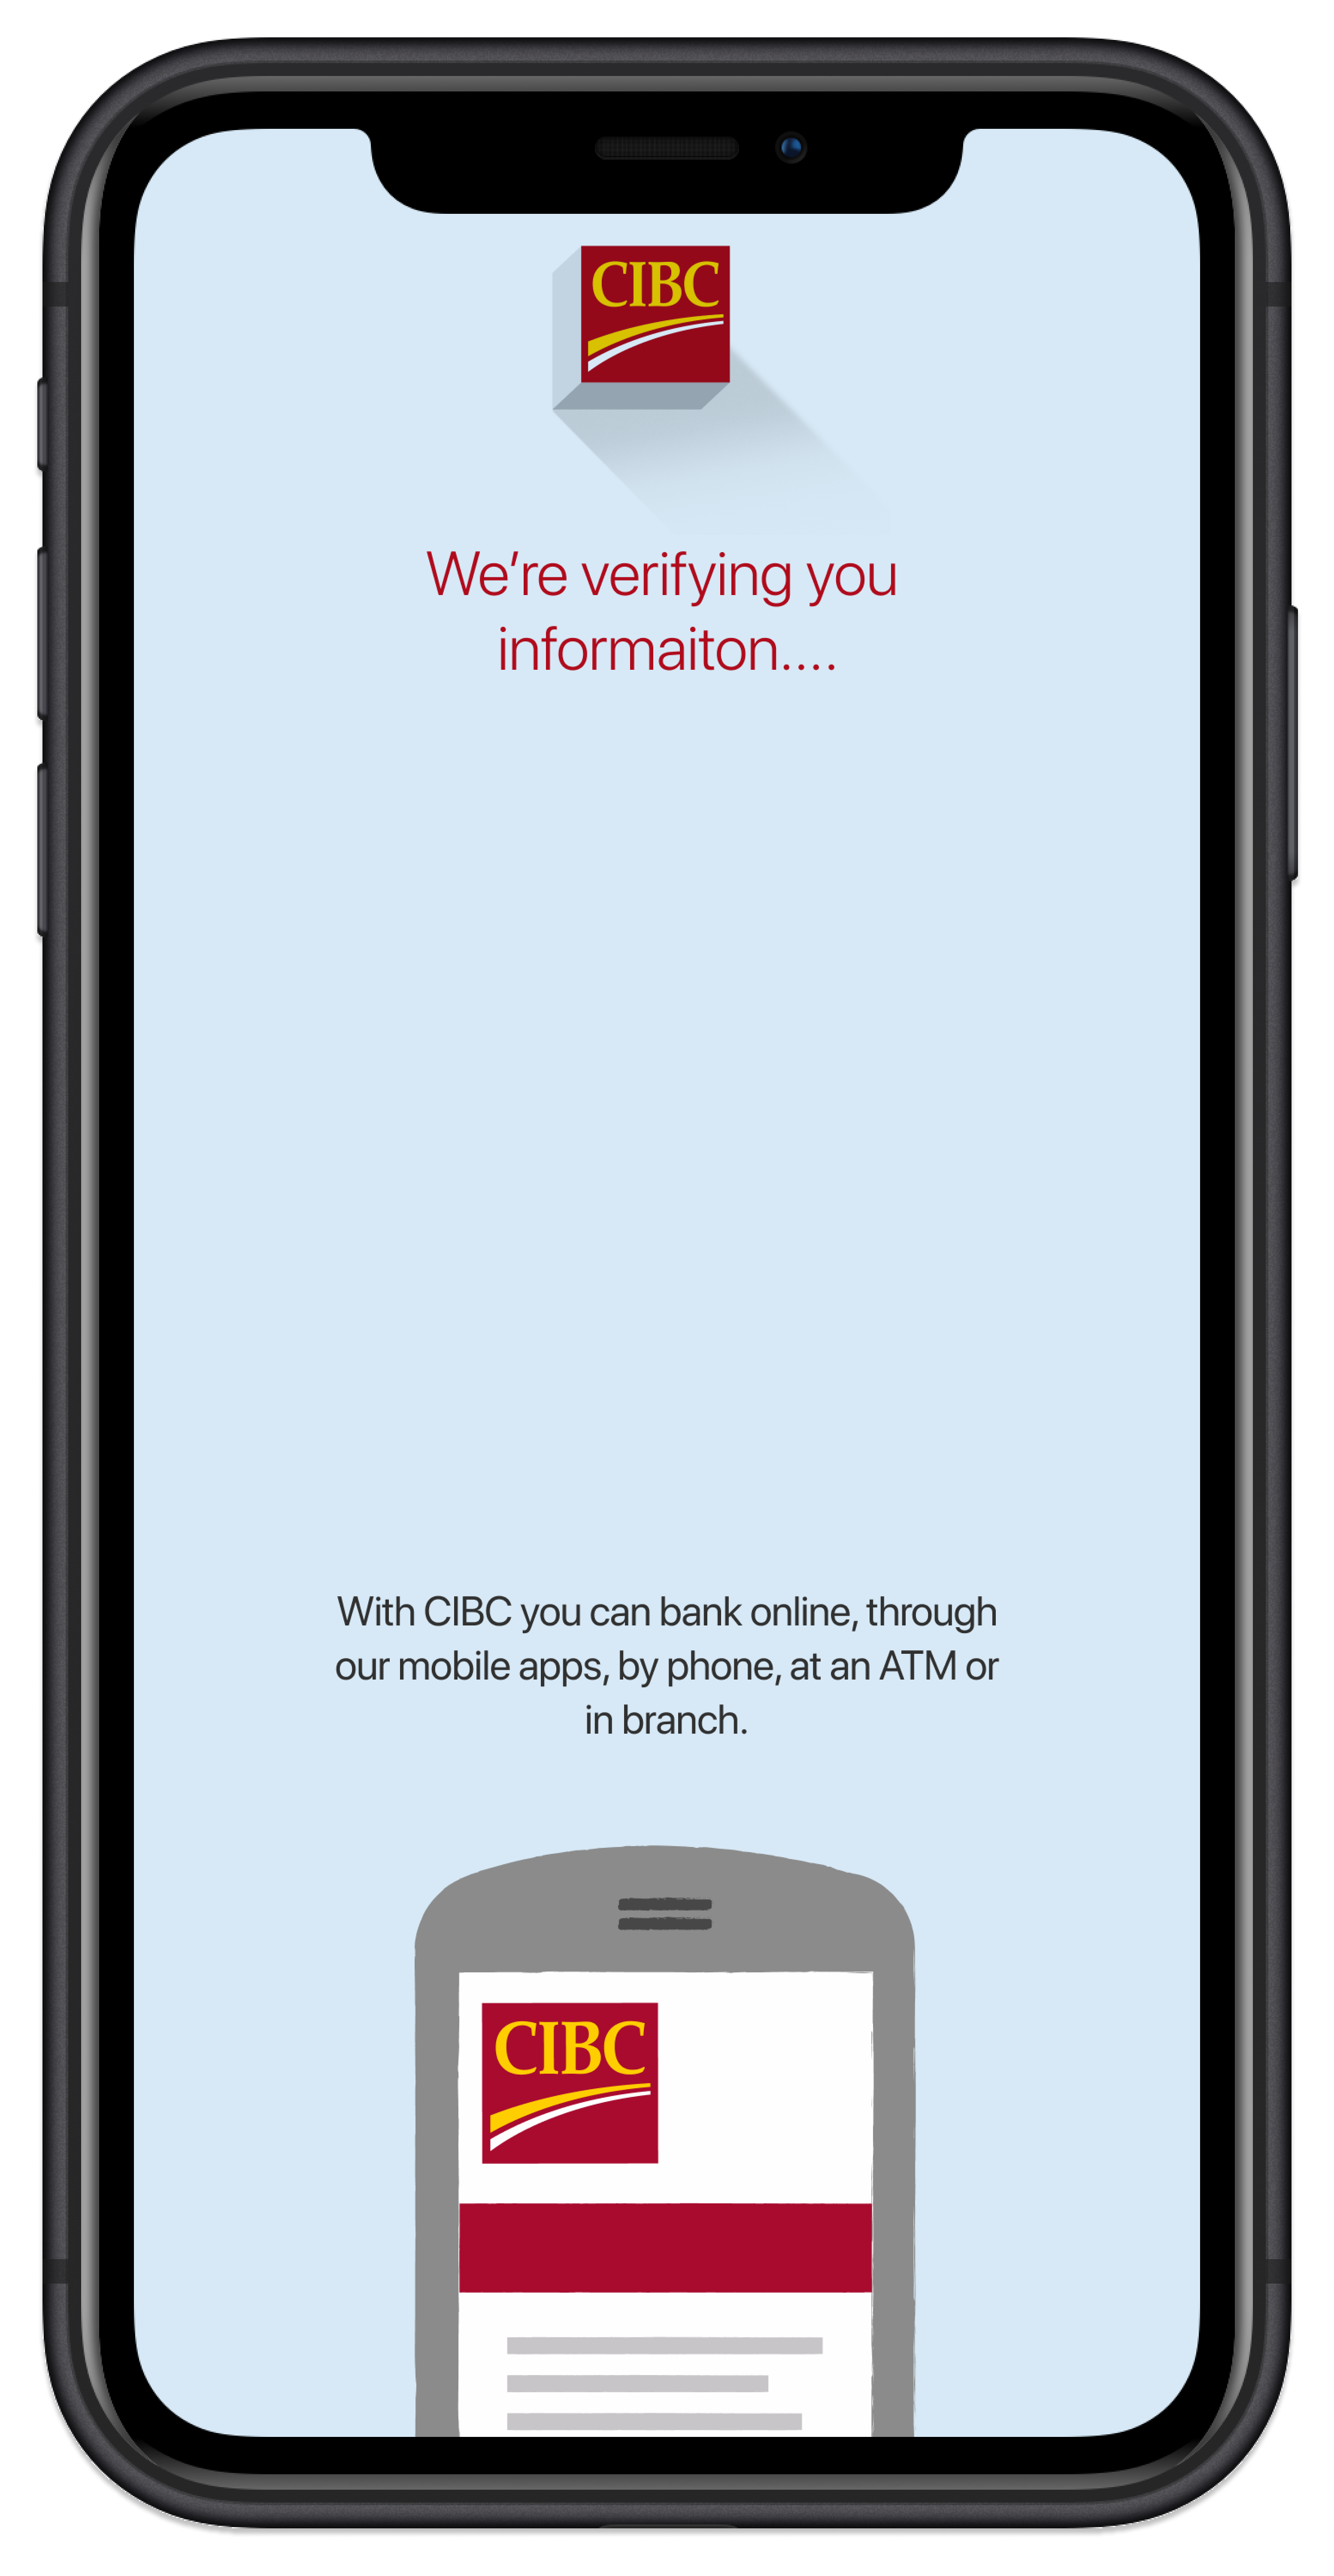 CIBC
We’re verifying you
informaiton....
With CIBC you can bank online, through
our mobile apps, by phone, at an ATM or
in branch.
CIBC